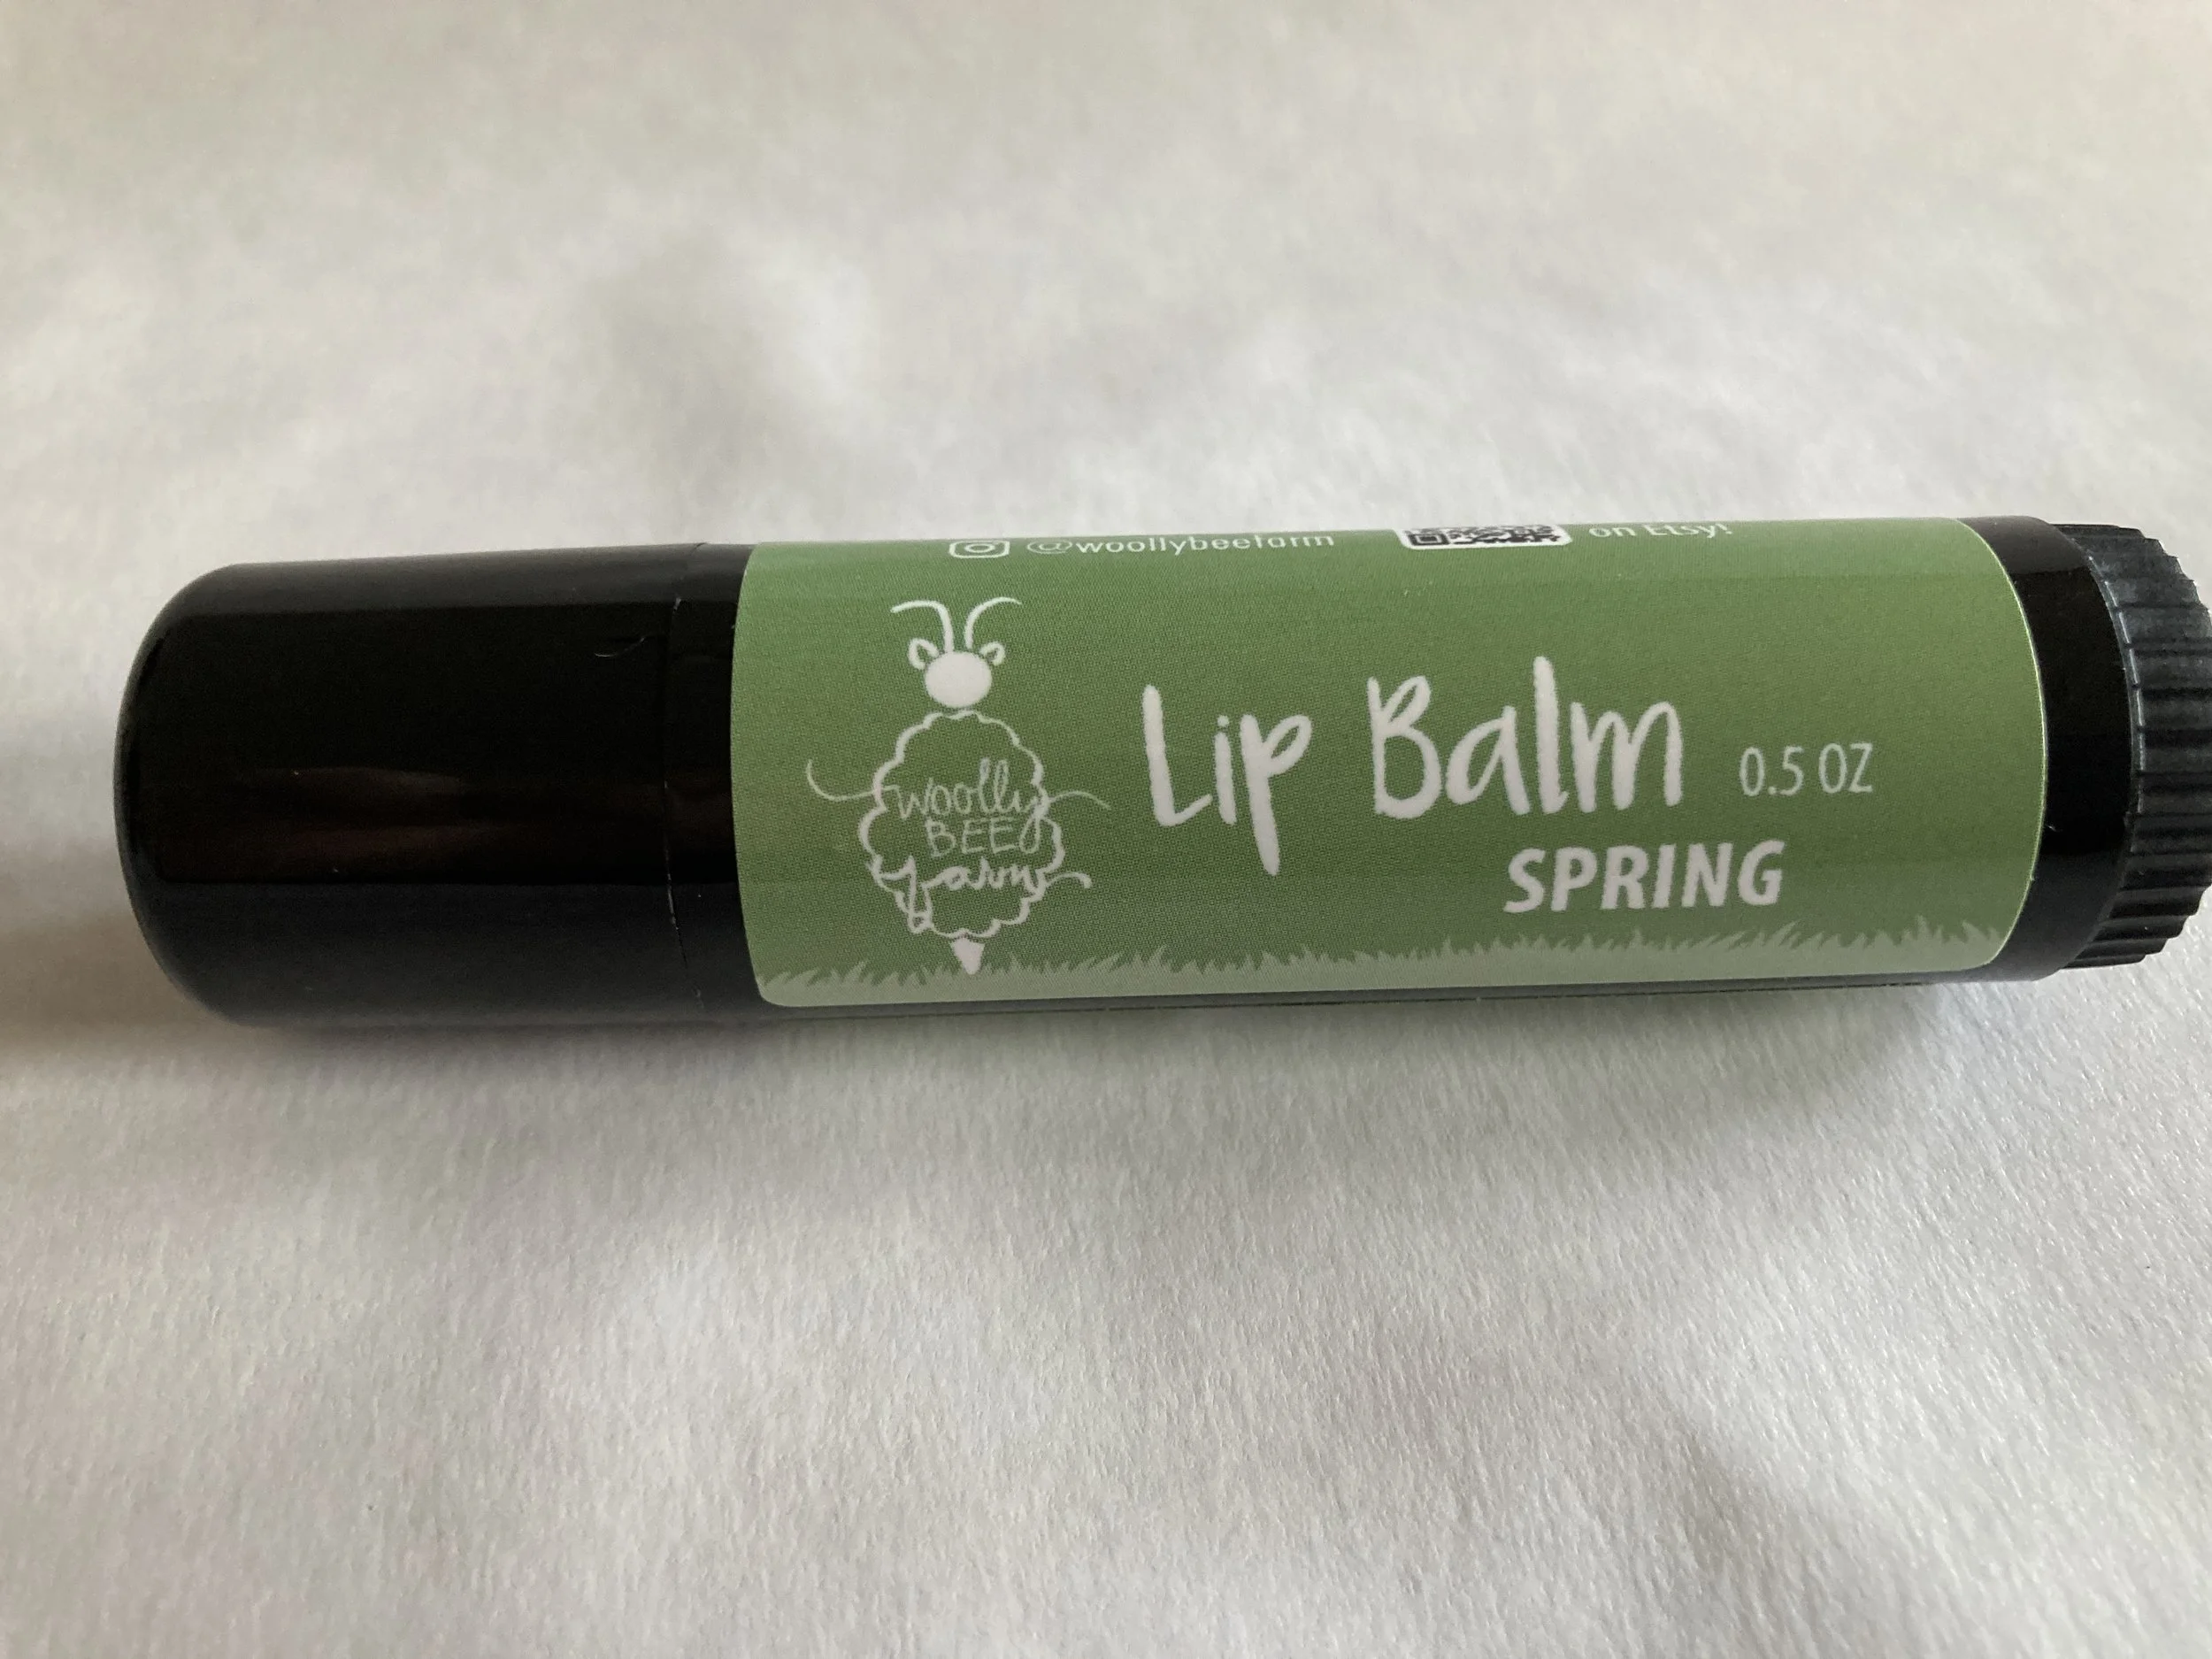 @woollybeefarm
on Etsy!
woolly
BEE
farm
Lip Balm 0.5 OZ
SPRING